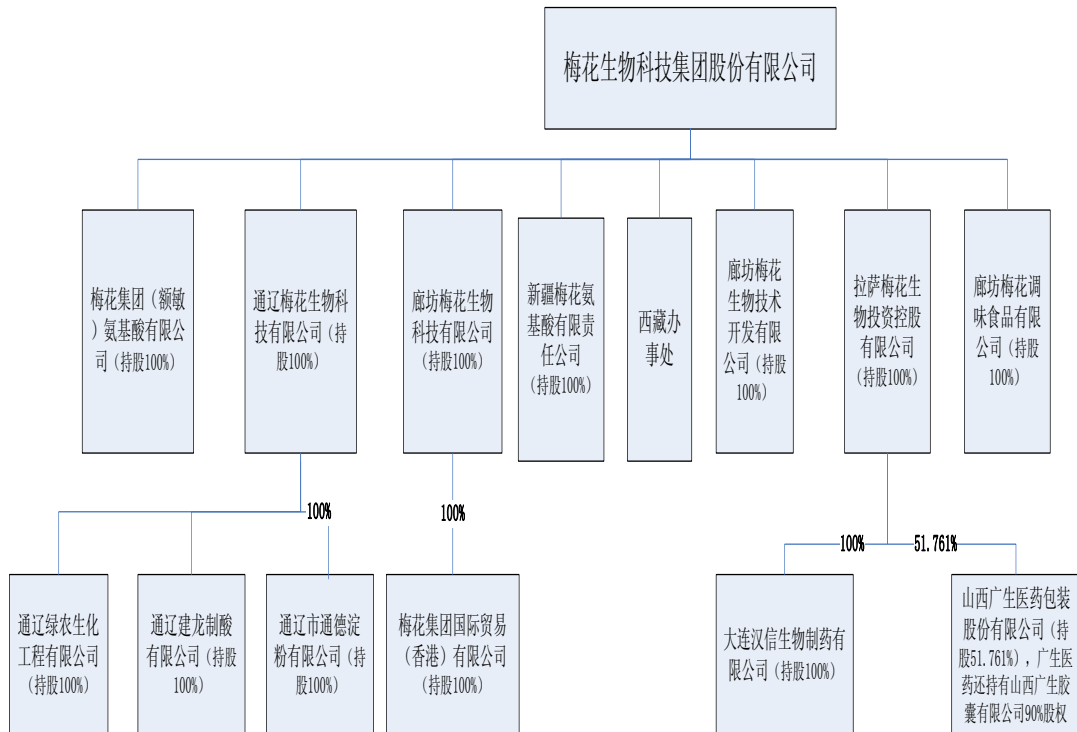 梅花生物科技集团股份有限公司
梅花集团（额敏
）氨基酸有限公
司（持股100%）
通辽梅花生物科
技有限公司（持
股100%）
廊坊梅花生物
科技有限公司
（持股100%）
新疆梅花氨
基酸有限责
任公司
（持股100%）
西藏办
事处
廊坊梅花
生物技术
开发有限
公司（持股
100%）
拉萨梅花生
物投资控股
有限公司
（持股100%）
廊坊梅花调
味食品有限
公司（持股
100%）
100%
100%
100%
51.761%
通辽绿农生化
工程有限公司
（持股100%）
通辽建龙制酸
有限公司（持股
100%）
通辽市通德淀
粉有限公司（持
股100%）
梅花集团国际贸易
（香港）有限公司
（持股100%）
大连汉信生物制药有
限公司（持股100%）
山西广生医药包装
股份有限公司（持
股51.761%），广生医
药还持有山西广生胶
囊有限公司90%股权